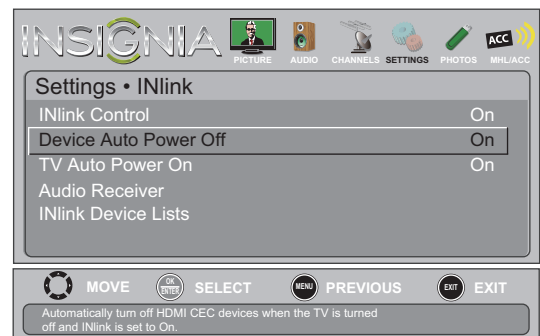 INSIGNIA
PICTURE AUDIO CHANNELS SETTINGS PHOTOS MHL/ACC
ACC
Settings • INlink
INlink Control On
Device Auto Power Off On
TV Auto Power On On
Audio Receiver
INlink Device Lists
MOVE OK ENTER SELECT MENU PREVIOUS EXIT EXIT
Automatically turn off HDMI CEC devices when the TV is turned
off and INlink is set to On.